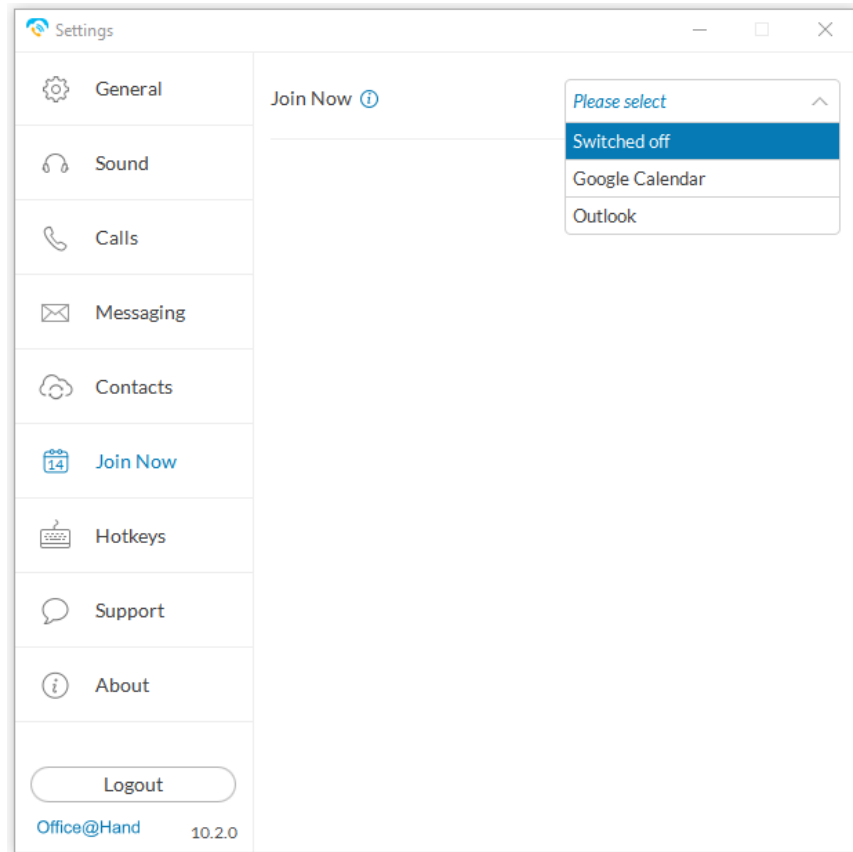 Settings
General
Sound
Calls
Messaging
Contacts
14
Join Now
Hotkeys
Support
About
Logout
Office@Hand 10.2.0
Join Now
Please select
Switched off
Google Calendar
Outlook